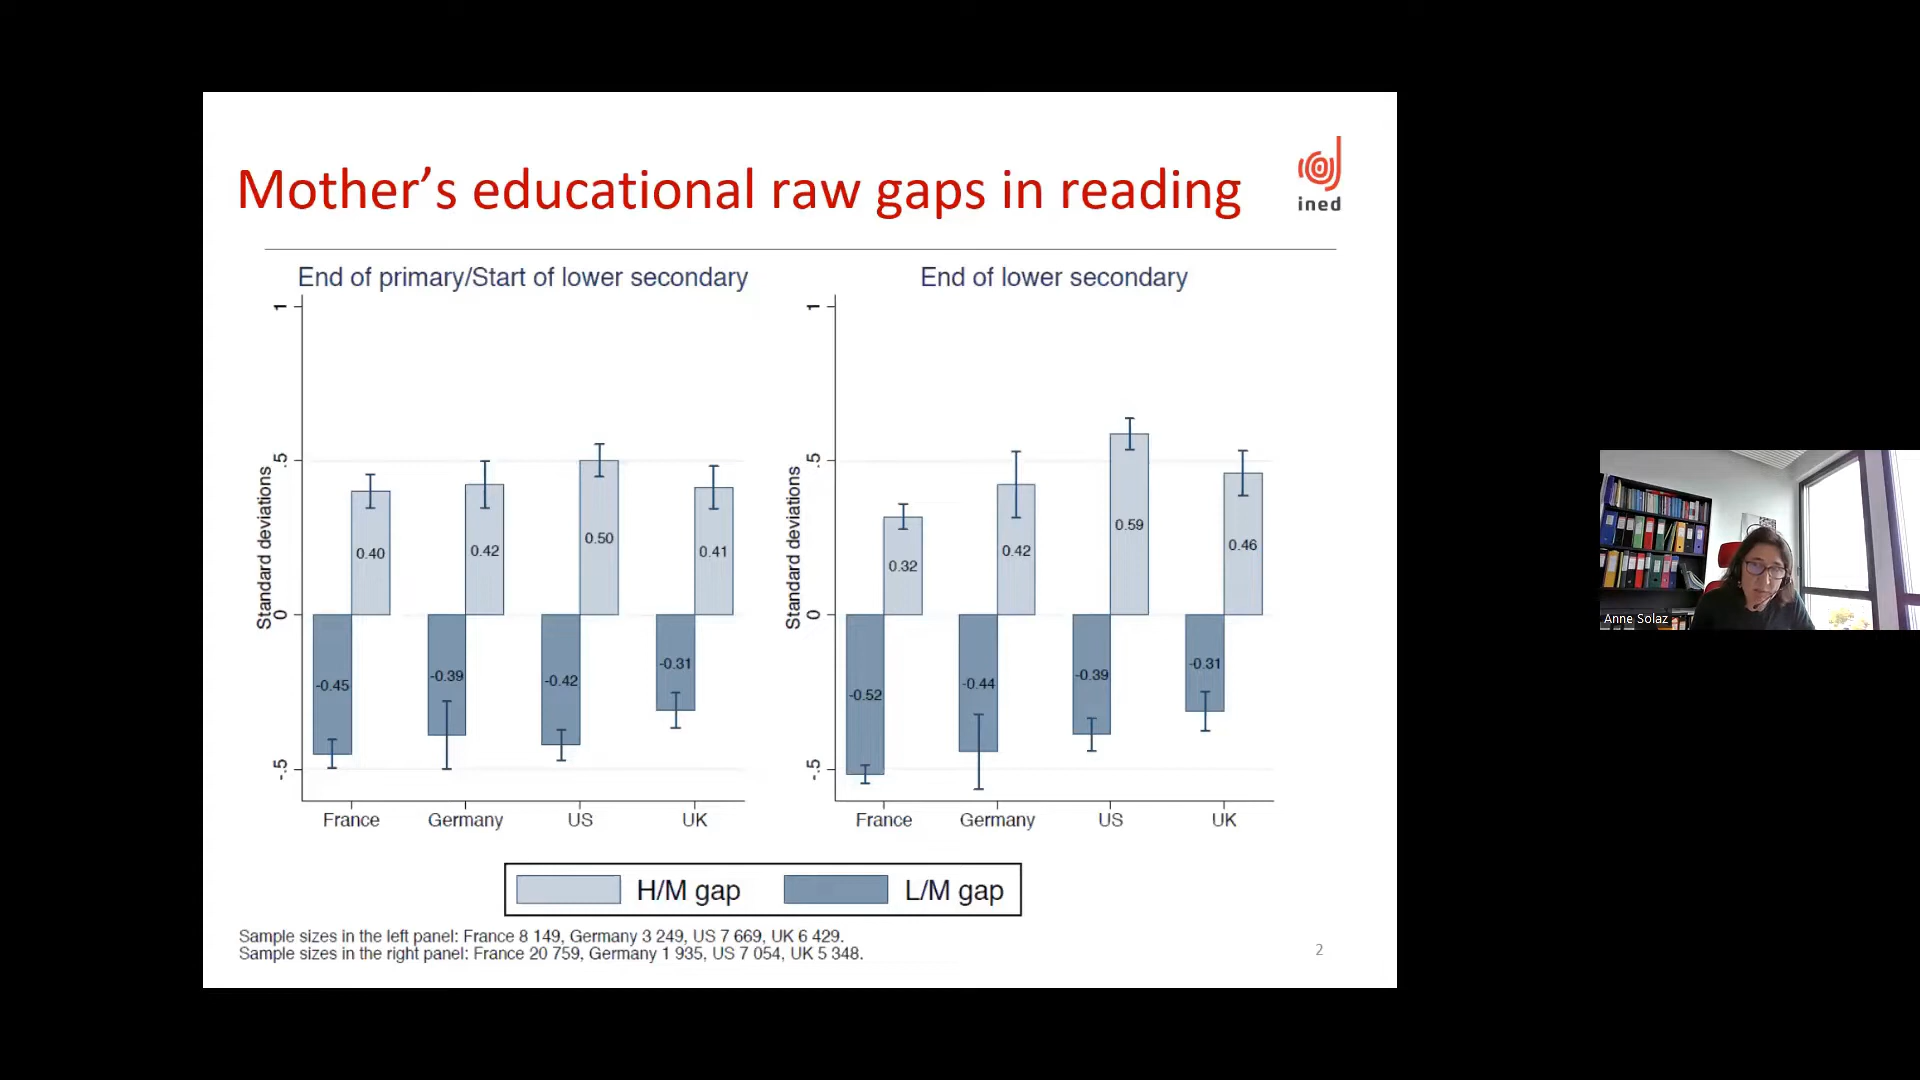 Mother’s educational raw gaps in reading
ined
End of primary/Start of lower secondary
Standard deviations
1
.5
0
-.5
0.40
0.42
0.50
0.41
-0.45
-0.39
-0.42
-0.31
France
Germany
US
UK
End of lower secondary
Standard deviations
1
.5
0
-.5
0.32
0.42
0.59
0.46
-0.52
-0.44
-0.39
-0.31
France
Germany
US
UK
H/M gap
L/M gap
Sample sizes in the left panel: France 8 149, Germany 3 249, US 7 669, UK 6 429.
Sample sizes in the right panel: France 20 759, Germany 1 935, US 7 054, UK 5 348.
2
Anne Solaz